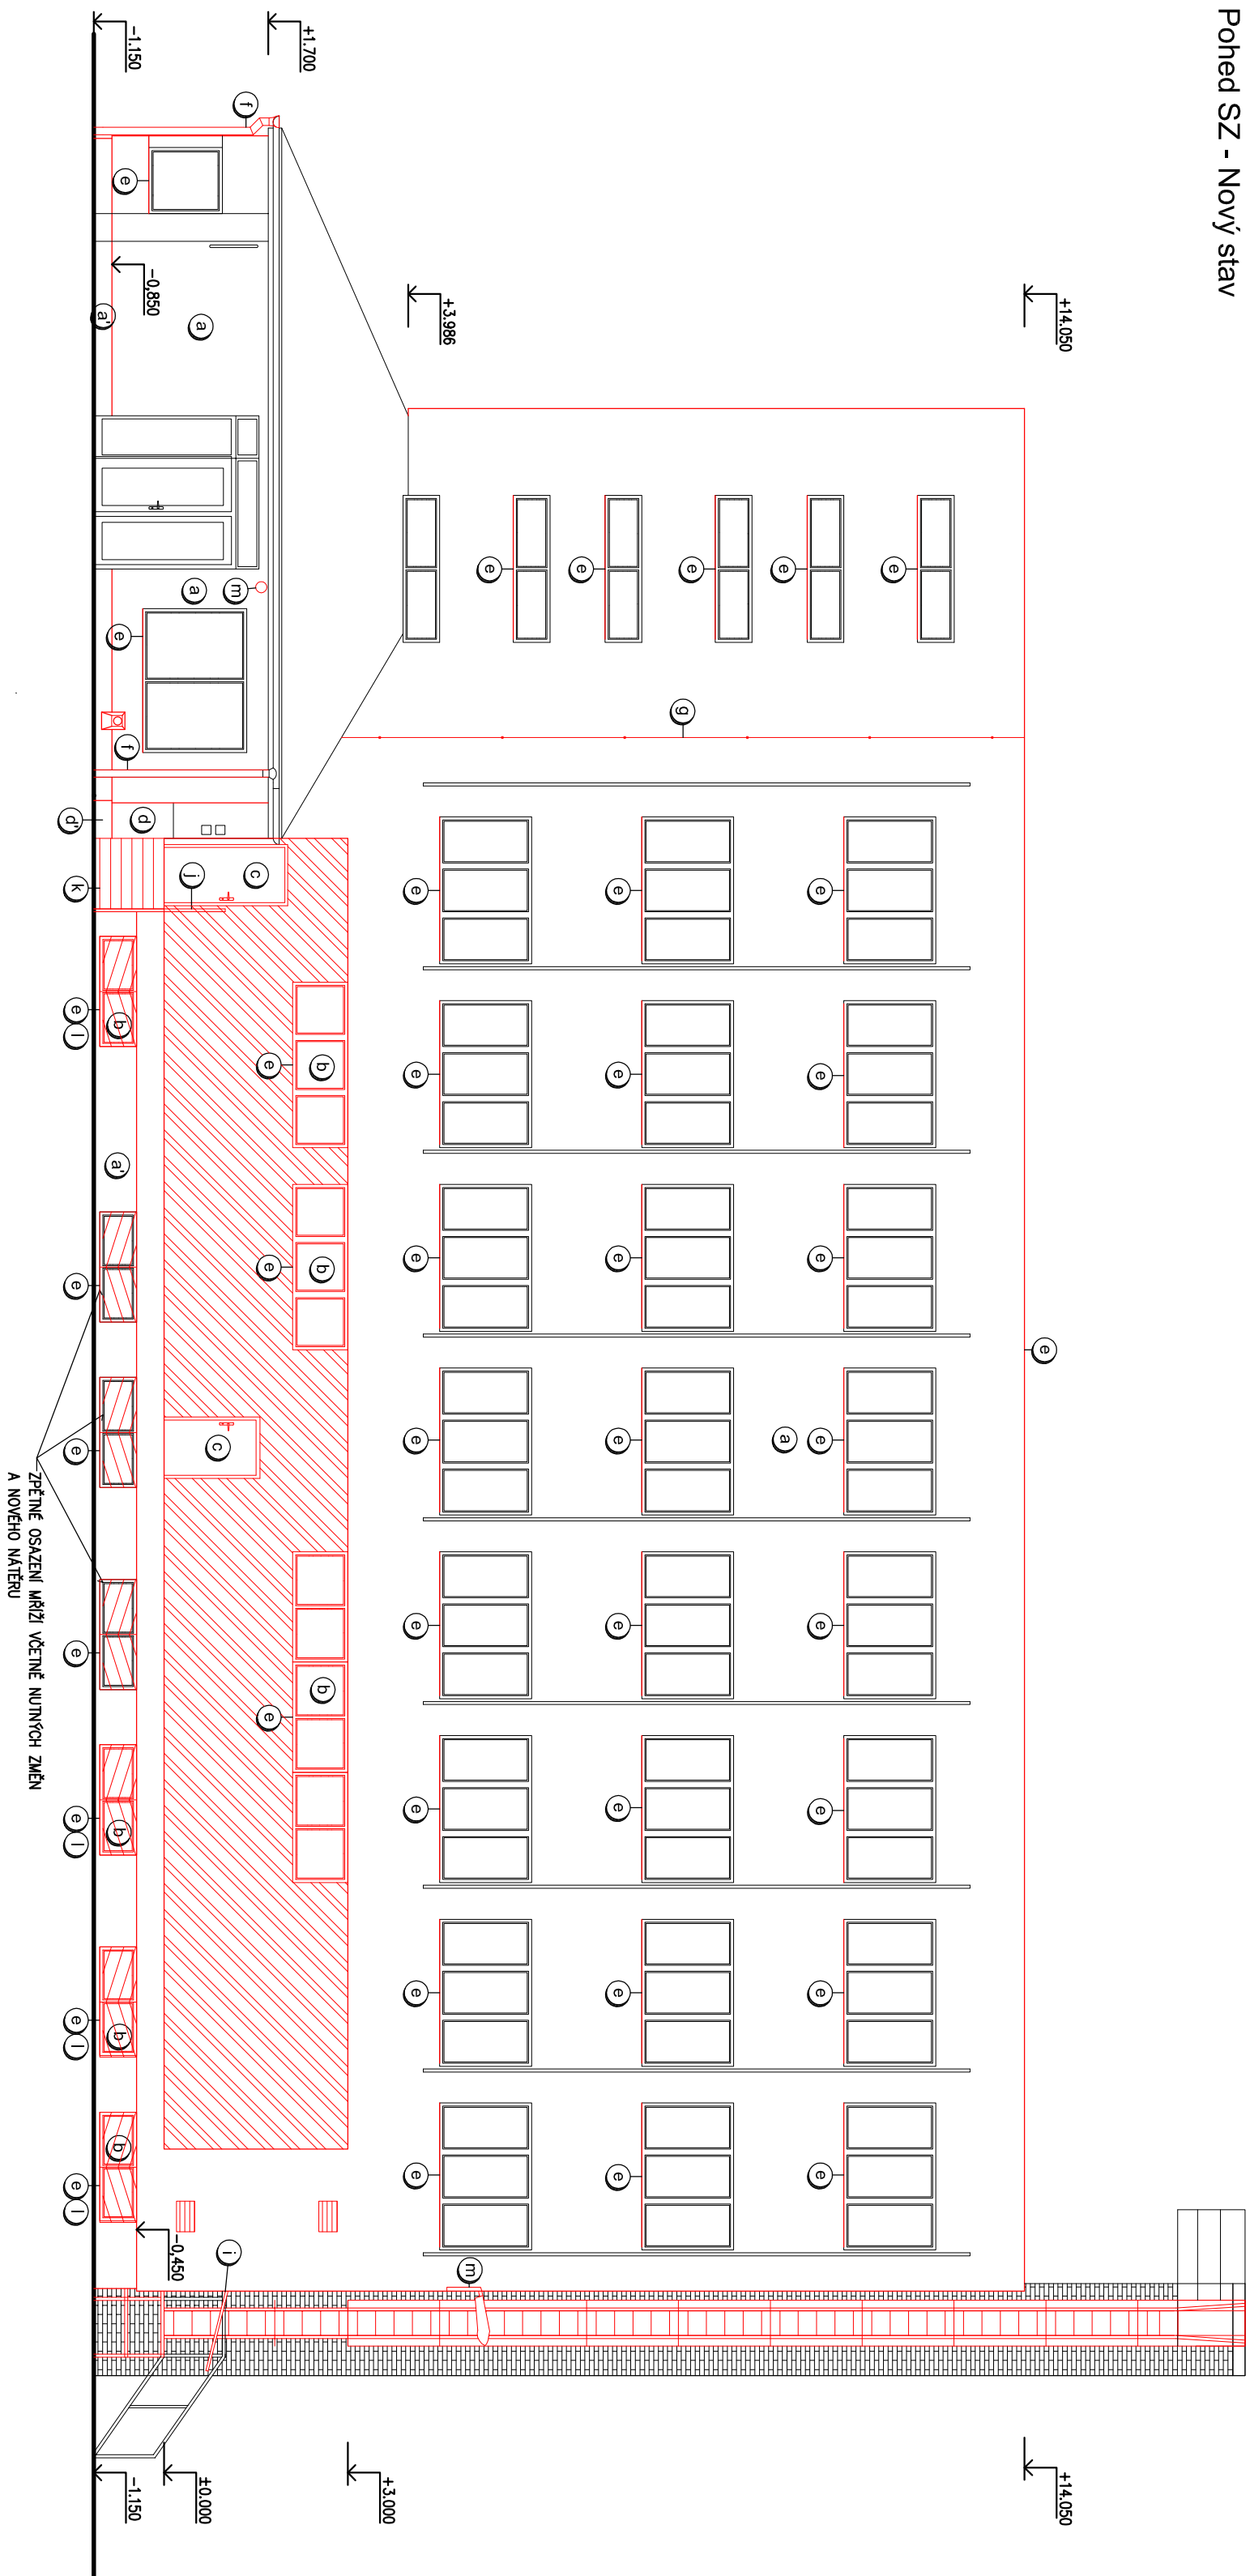 Pohed SZ - Nový stav
+14.050
+14.050
e
e
e e e e e e e e
e
a
e
g
e e e e e e e e
e
e
m
+3.986
e e e e e e e e
+3.000
b b b
+1.700
e e e
c
f
m
i
c
a
a
j
±0.000
-0,450
-0,850
d
-1.150
e
e
f
-1.150
b a' b b b
a'
d' k e l e e e e l e l e l
ZPĚTNÉ OSAZENÍ MŘÍŽÍ VČETNĚ NUTNÝCH ZMĚN
A NOVÉHO NÁTĚRU